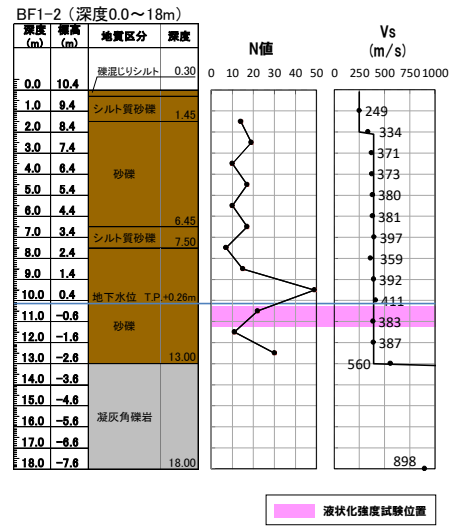 BF1-2（深度0.0～18m）
深度(m) 標高(m) 地質区分 深度
N値
Vs (m/s)
礫混じりシルト 0.30
0 10 20 30 40 50
0 250 500 750 1000
0.0 10.4
1.0 9.4 シルト質砂礫 1.45 249
2.0 8.4 334
3.0 7.4 371
4.0 6.4 砂礫 373
5.0 5.4 380
6.0 4.4 6.45 381
7.0 3.4 シルト質砂礫 7.50 397
8.0 2.4 359
9.0 1.4 392
10.0 0.4 地下水位 T.P.+0.26m 411
11.0 -0.6 砂礫 383
12.0 -1.6 387
13.0 -2.6 13.00 560
14.0 -3.6
15.0 -4.6
16.0 -5.6 凝灰角礫岩
17.0 -6.6
18.0 -7.6 18.00 898
液状化強度試験位置